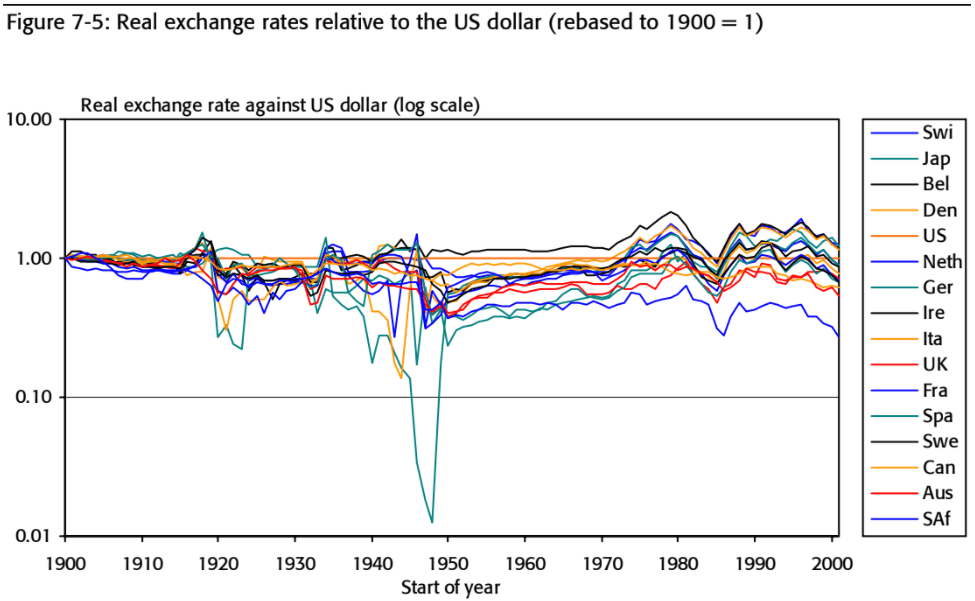 Figure 7-5: Real exchange rates relative to the US dollar (rebased to 1900 = 1)
Real exchange rate against US dollar (log scale)
10.00
1.00
0.10
0.01
1900 1910 1920 1930 1940 1950 1960 1970 1980 1990 2000
Start of year
Swi
Jap
Bel
Den
US
Neth
Ger
Ire
Ita
UK
Fra
Spa
Swe
Can
Aus
SAf